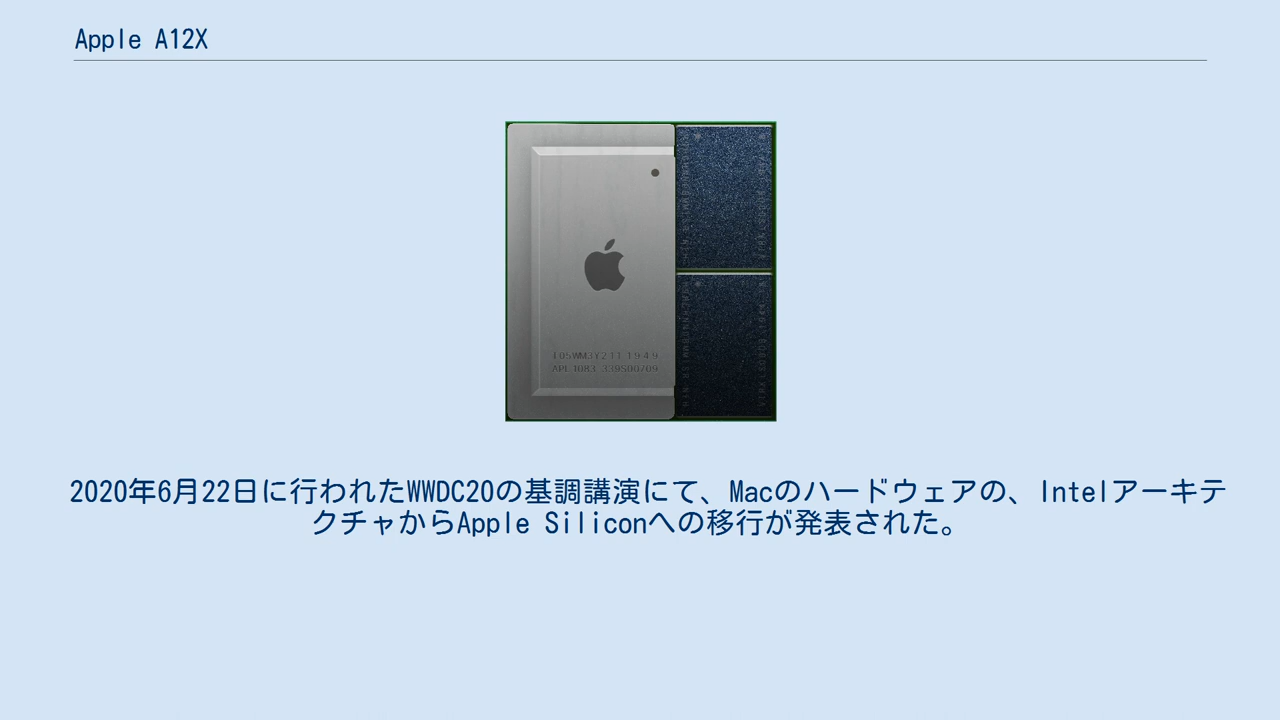 Apple A12X
APL1083 339S00709
2020年6月22日に行われたWWDC20の基調講演にて、Macのハードウェアの、Intelアーキテ
クチャからApple Siliconへの移行が発表された。